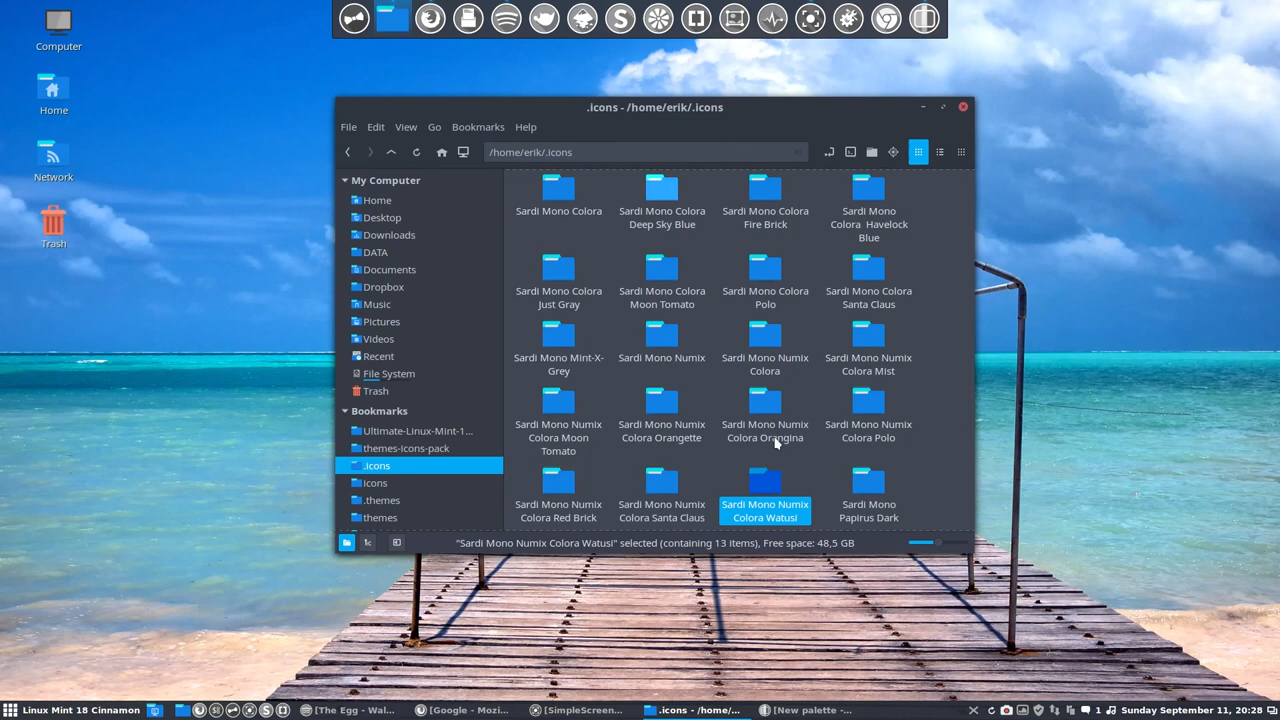 Computer
Home
Network
Trash
.icons - /home/erik/.icons
File Edit View Go Bookmarks Help
/home/erik/.icons
My Computer
Home
Desktop
Downloads
DATA
Documents
Dropbox
Music
Pictures
Videos
Recent
File System
Trash
Bookmarks
Ultimate-Linux-Mint-1...
themes-icons-pack
.icons
icons
.themes
themes
Sardi Mono Colora
Sardi Mono Colora
Deep Sky Blue
Sardi Mono Colora
Fire Brick
Sardi Mono
Colora Havelock
Blue
Sardi Mono Colora
Just Gray
Sardi Mono Colora
Moon Tomato
Sardi Mono Colora
Polo
Sardi Mono Colora
Santa Claus
Sardi Mono Mint-X-
Grey
Sardi Mono Numix
Sardi Mono Numix
Colora
Sardi Mono Numix
Colora Mist
Sardi Mono Numix
Colora Moon
Tomato
Sardi Mono Numix
Colora Orangette
Sardi Mono Numix
Colora Orangina
Sardi Mono Numix
Colora Polo
Sardi Mono Numix
Colora Red Brick
Sardi Mono Numix
Colora Santa Claus
Sardi Mono Numix
Colora Watusi
Sardi Mono
Papirus Dark
"Sardi Mono Numix Colora Watusi" selected (containing 13 items), Free space: 48,5 GB
Linux Mint 18 Cinnamon
[The Egg - Wal...
[Google - Mozi...
[SimpleScreen...
.icons - /home/...
[New palette -...
1
Sunday September 11, 20:28